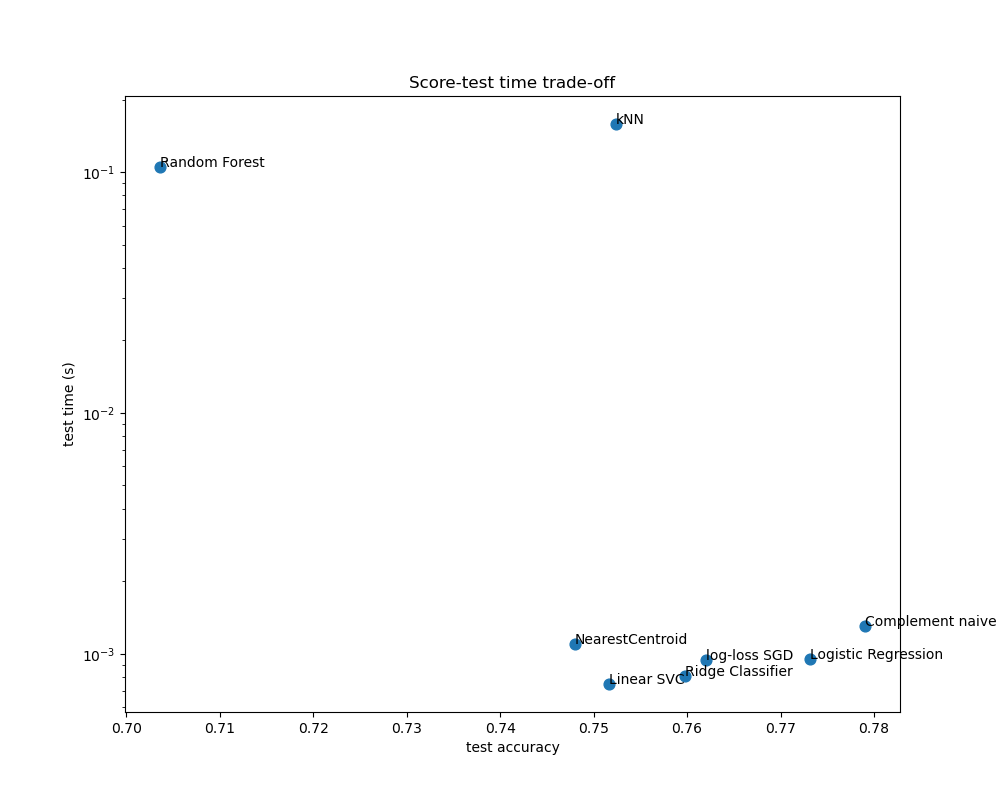 Score-test time trade-off
kNN
Random Forest
10⁻¹
10⁻²
10⁻³
test time (s)
Complement naive
NearestCentroid
log-loss SGD
Logistic Regression
Ridge Classifier
Linear SVC
0.70 0.71 0.72 0.73 0.74 0.75 0.76 0.77 0.78
test accuracy